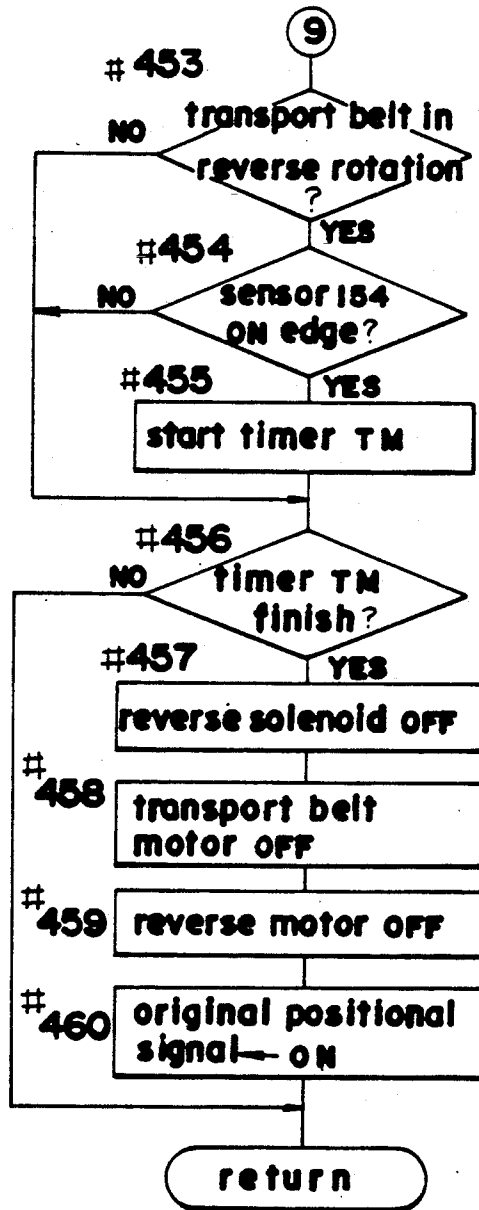 9
#453
transport belt in
reverse rotation
?
NO
YES
#454
sensor 154
ON edge?
NO
YES
#455
start timer TM
#456
timer TM
finish?
NO
YES
#457
reverse solenoid OFF
#458
transport belt
motor OFF
#459
reverse motor OFF
#460
original positional
signal ← ON
return